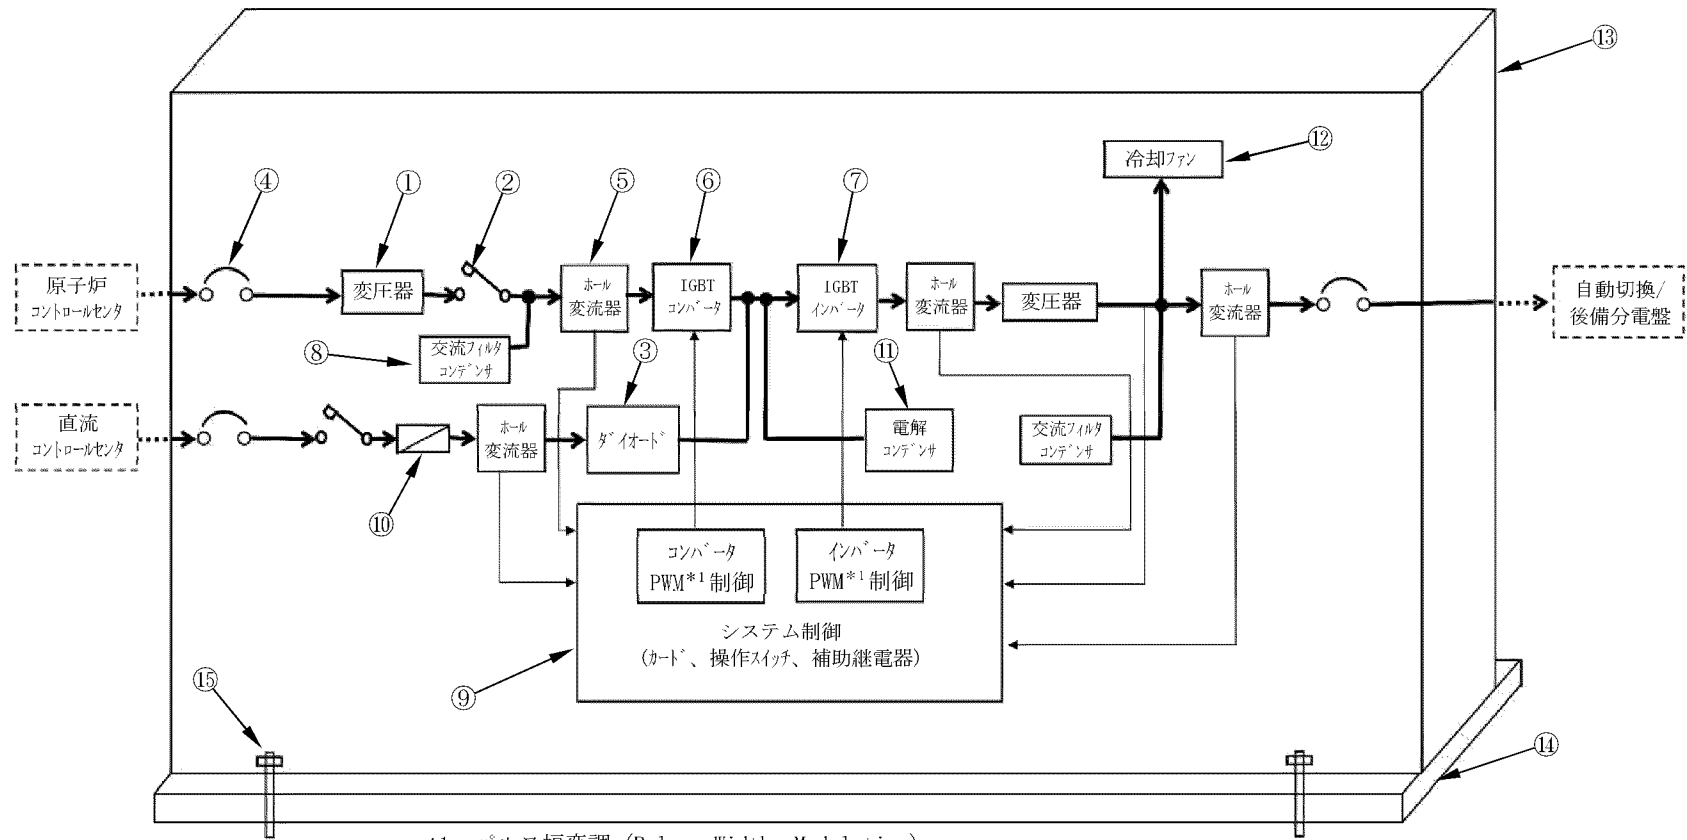 ⑬
冷却ファン
⑫
④
①
②
⑤
⑥
⑦
原子炉
コントロールセンタ
変圧器
ホール
変流器
IGBT
コンバータ
IGBT
インバータ
ホール
変流器
変圧器
ホール
変流器
自動切換/
後備分電盤
⑧
交流フィルタ
コンデンサ
③
⑪
直流
コントロールセンタ
ホール
変流器
ダイオード
電解
コンデンサ
交流フィルタ
コンデンサ
⑩
コンバータ
PWM*1制御
インバータ
PWM*1制御
システム制御
(カード、操作スイッチ、補助継電器)
⑨
⑮
⑭